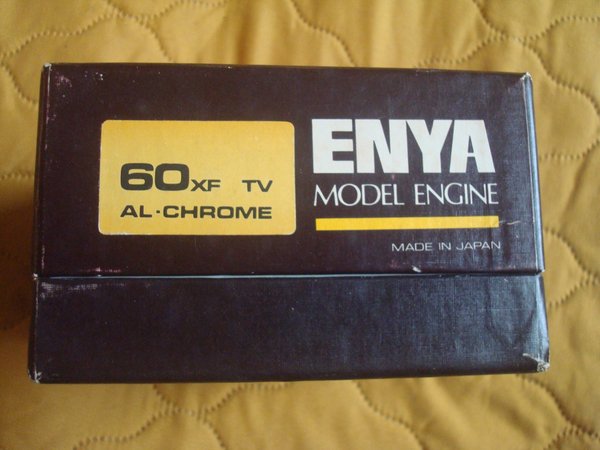 60XF TV
AL·CHROME
ENYA
MODEL ENGINE
MADE IN JAPAN